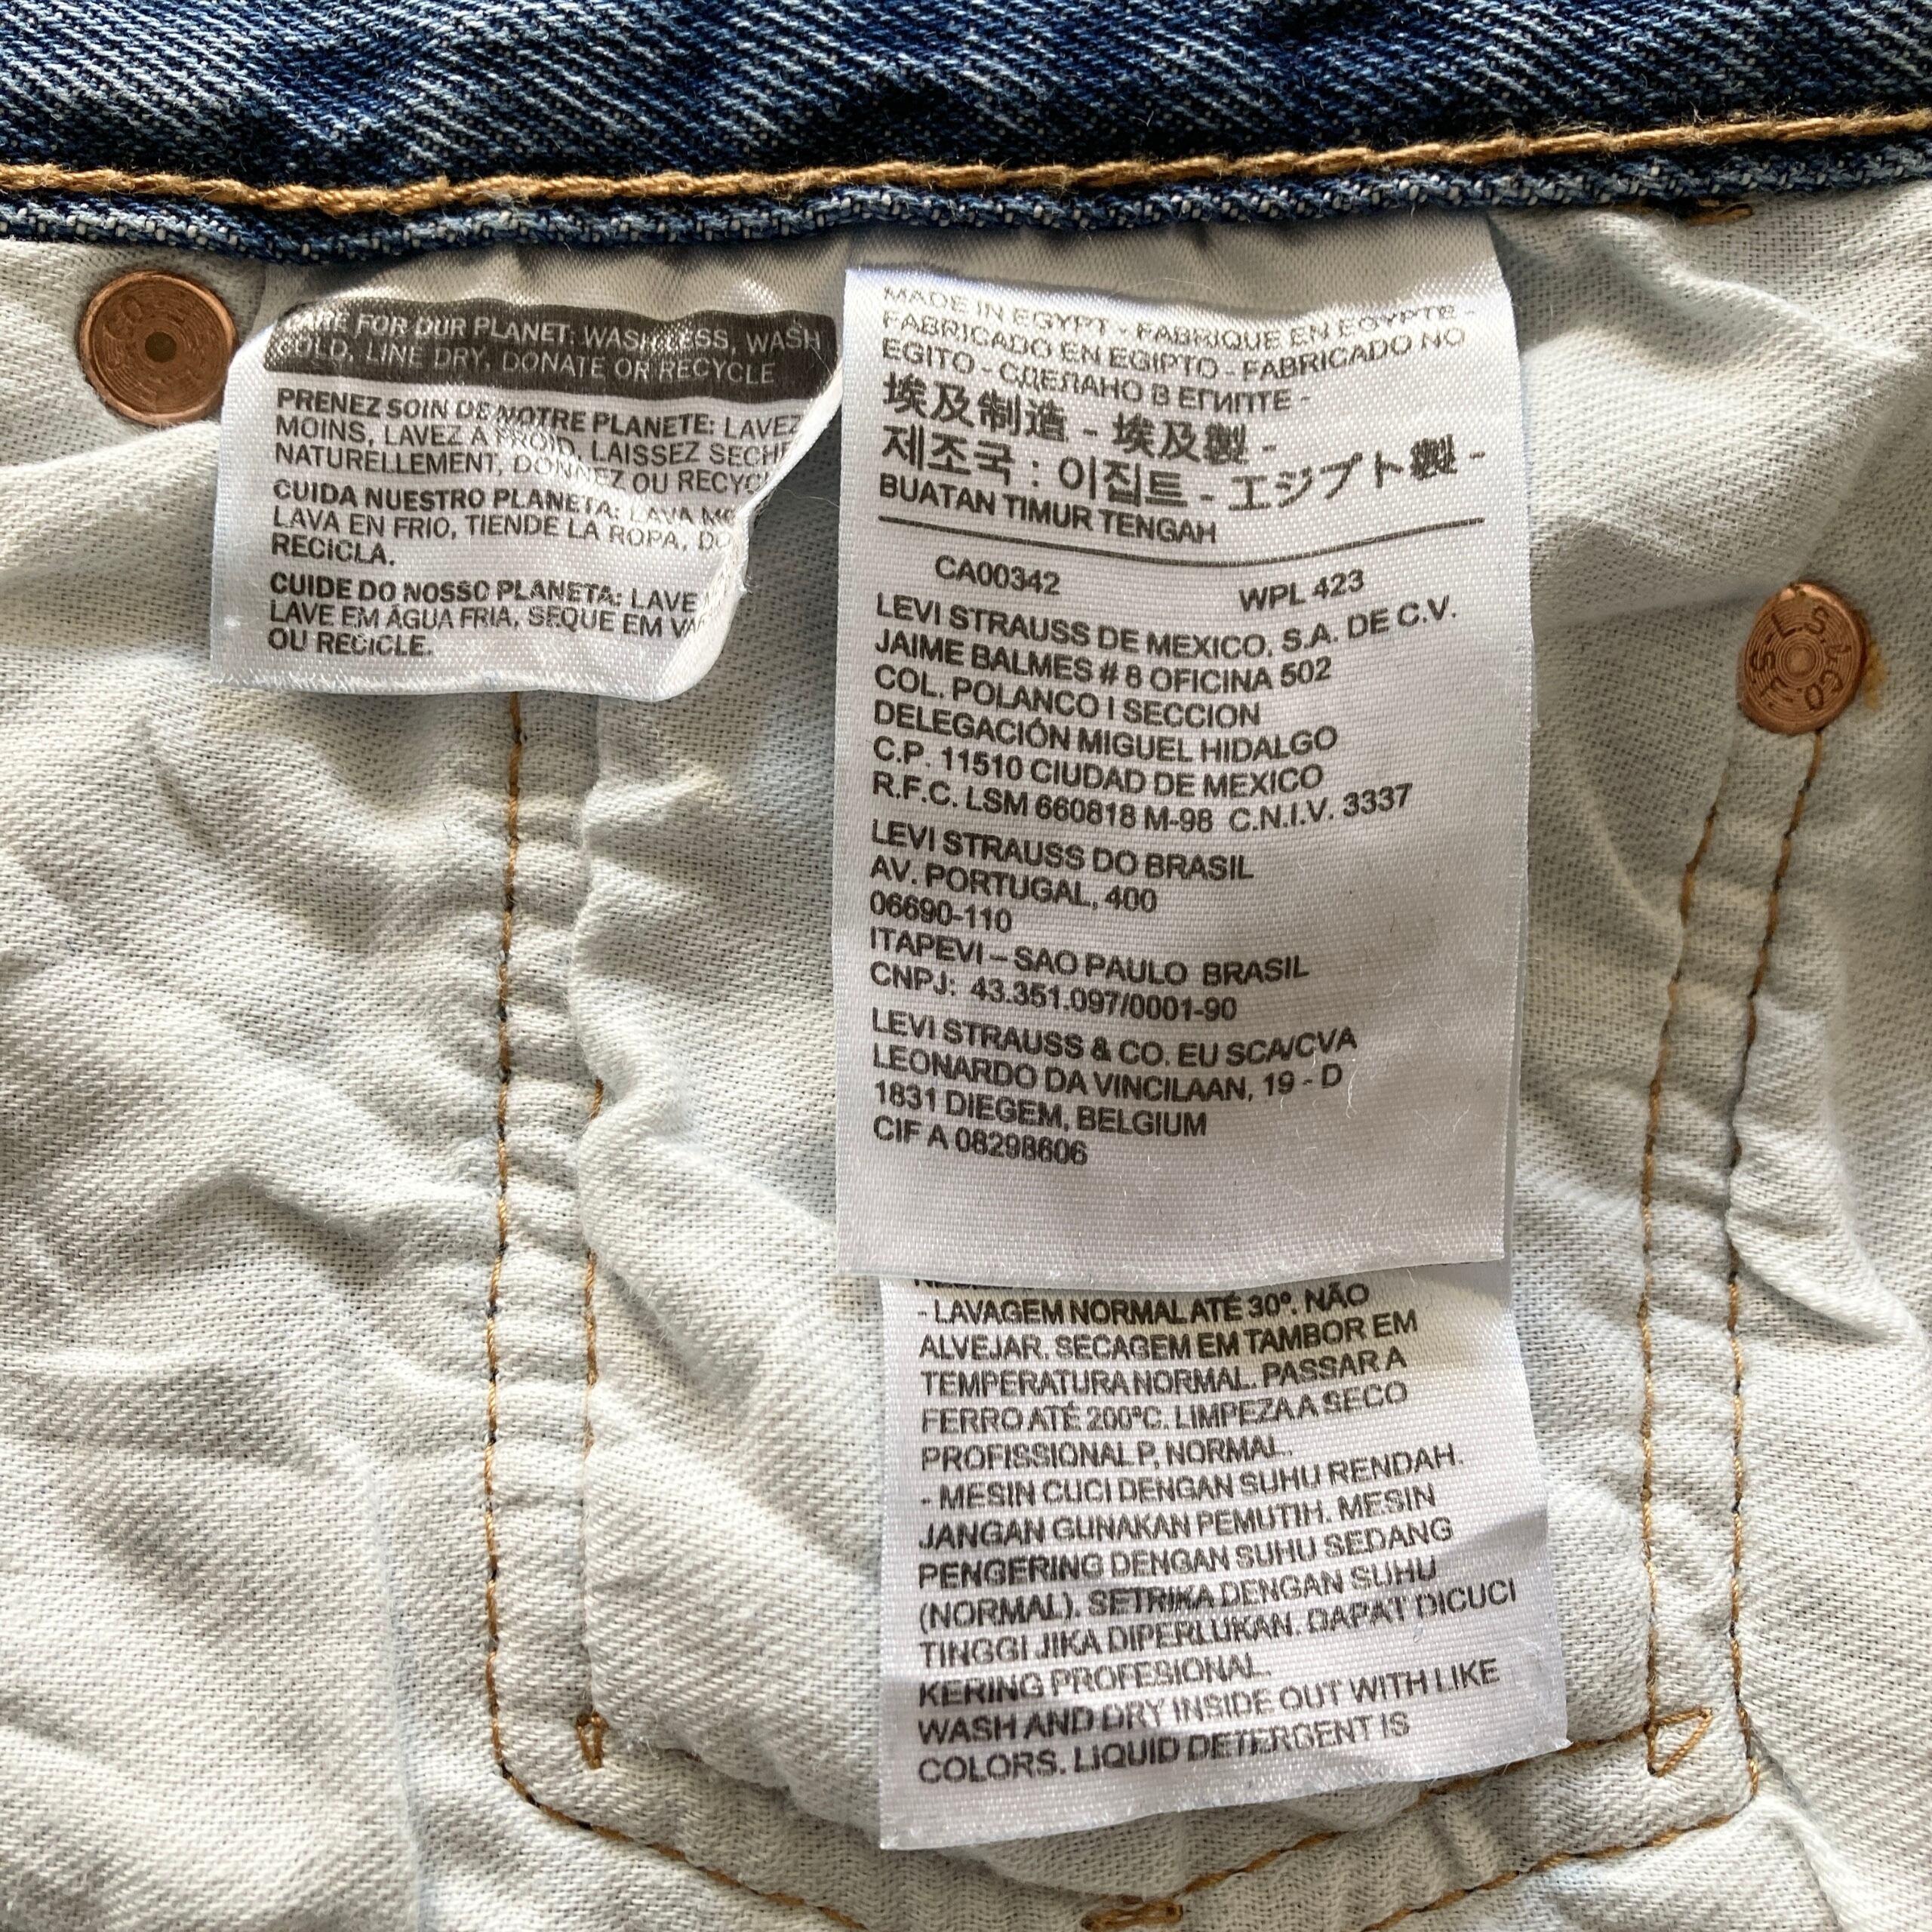 CARE FOR OUR PLANET: WASH LESS, WASH
COLD, LINE DRY, DONATE OR RECYCLE
PRENEZ SOIN DE NOTRE PLANETE: LAVEZ
MOINS, LAVEZ A FROID, LAISSEZ
NATURELLEMENT, DONNEZ OU
CUIDA NUESTRO PLANETA: LAVA
LAVA EN FRIO, TIENDE LA ROPA,
RECICLA.
CUIDE DO NOSSO PLANETA: LAVE
LAVE EM ÁGUA FRIA, SEQUE EM
OU RECICLE.
MADE IN EGYPT - FABRIQUE EN EGYPTE -
FABRICADO EN EGIPTO - FABRICADO NO
EGITO - СДЕЛАНО В ЕГИПТЕ -
埃及制造 - 埃及製 -
제조국 : 이집트 - エジプト製 -
BUATAN TIMUR TENGAH
CA00342 WPL 423
LEVI STRAUSS DE MEXICO, S.A. DE C.V.
JAIME BALMES # 8 OFICINA 502
COL. POLANCO I SECCION
DELEGACIÓN MIGUEL HIDALGO
C.P. 11510 CIUDAD DE MEXICO
R.F.C. LSM 660818 M-98 C.N.I.V. 3337
LEVI STRAUSS DO BRASIL
AV. PORTUGAL, 400
06690-110
ITAPEVI – SAO PAULO BRASIL
CNPJ: 43.351.097/0001-90
LEVI STRAUSS & CO. EU SCA/CVA
LEONARDO DA VINCILAAN, 19 - D
1831 DIEGEM, BELGIUM
CIF A 08298606
- LAVAGEM NORMAL ATÉ 30º. NÃO
ALVEJAR. SECAGEM EM TAMBOR EM
TEMPERATURA NORMAL. PASSAR A
FERRO ATÉ 200ºC. LIMPEZA A SECO
PROFISSIONAL P, NORMAL.
- MESIN CUCI DENGAN SUHU RENDAH.
JANGAN GUNAKAN PEMUTIH. MESIN
PENGERING DENGAN SUHU SEDANG
(NORMAL). SETRIKA DENGAN SUHU
TINGGI JIKA DIPERLUKAN. DAPAT DICUCI
KERING PROFESIONAL.
WASH AND DRY INSIDE OUT WITH LIKE
COLORS. LIQUID DETERGENT IS
L.S.&CO
S.F.